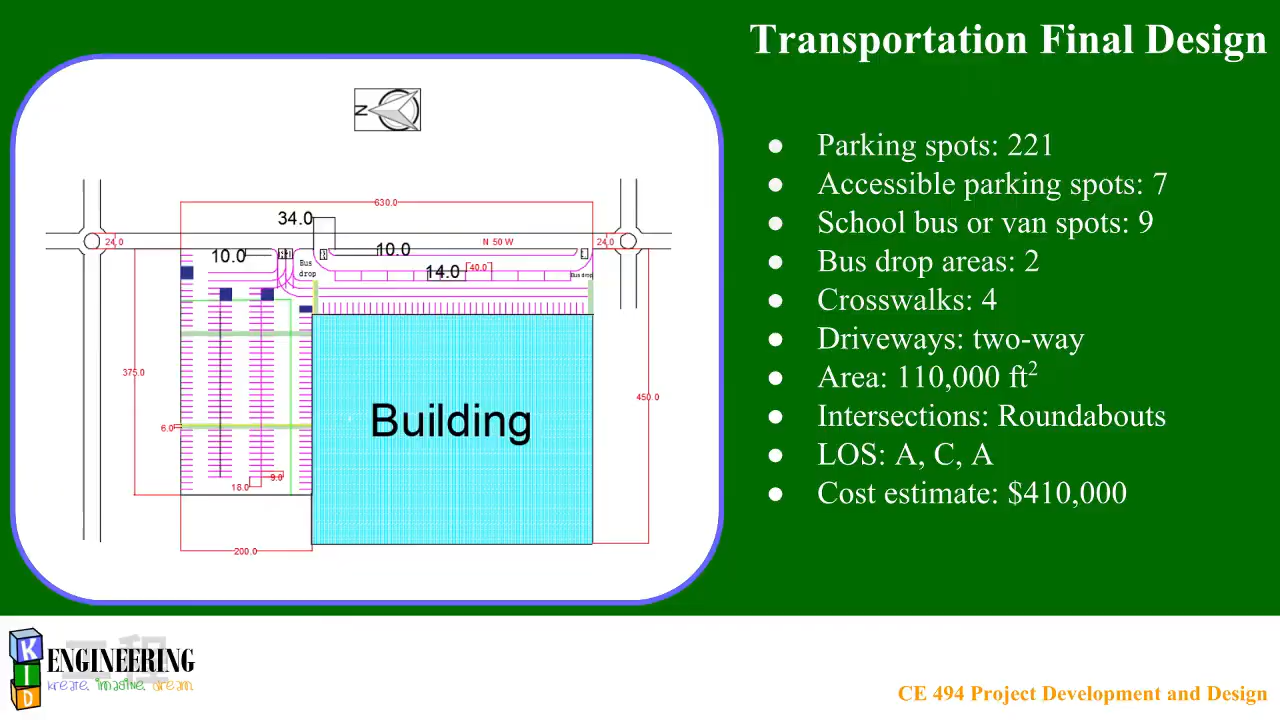 Transportation Final Design
N
630.0
34.0
24.0
10.0
Bus
drop
10.0
N 50 W
24.0
14.0
40.0
Bus drop
375.0
450.0
6.0
Building
9.0
18.0
200.0
● Parking spots: 221
● Accessible parking spots: 7
● School bus or van spots: 9
● Bus drop areas: 2
● Crosswalks: 4
● Driveways: two-way
● Area: 110,000 ft²
● Intersections: Roundabouts
● LOS: A, C, A
● Cost estimate: $410,000
KID
工程
ENGINEERING
kreate. imagine. dream.
CE 494 Project Development and Design